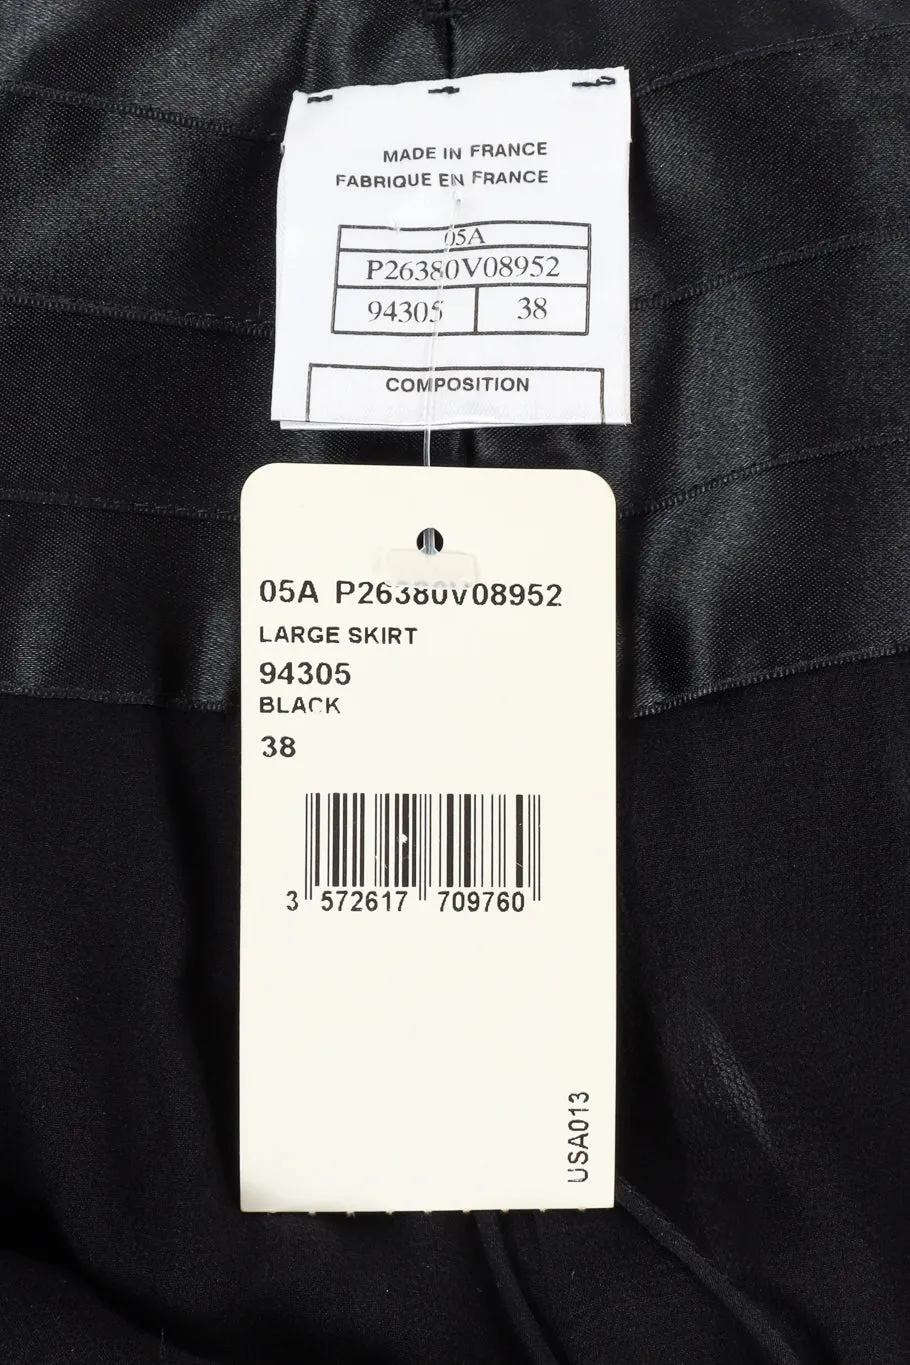 MADE IN FRANCE
FABRIQUE EN FRANCE
05A
P26380V08952
94305 38
COMPOSITION
05A P26380V08952
LARGE SKIRT
94305
BLACK
38
3 572617 709760
USA013